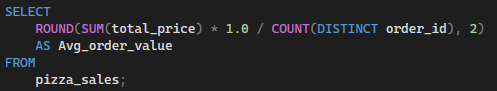 SELECT
    ROUND(SUM(total_price) * 1.0 / COUNT(DISTINCT order_id), 2)
    AS Avg_order_value
FROM
    pizza_sales;